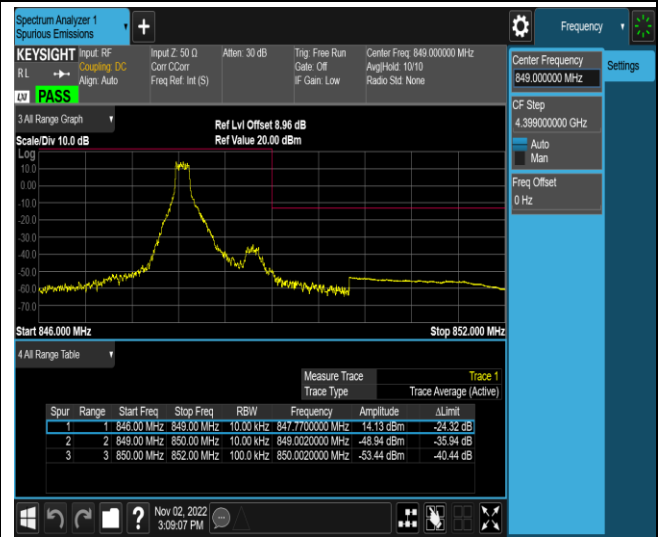 Spectrum Analyzer 1
Spurious Emissions
+
Frequency
KEYSIGHT
RL
LXI
PASS
Input: RF
Coupling: DC
Align: Auto
Input Z: 50 Ω
Corr CCorr
Freq Ref: Int (S)
Atten: 30 dB
Trig: Free Run
Gate: Off
IF Gain: Low
Center Freq: 849.000000 MHz
Avg|Hold: 10/10
Radio Std: None
Center Frequency
849.000000 MHz
Settings
CF Step
4.399000000 GHz
Auto
Man
Freq Offset
0 Hz
3 All Range Graph
Scale/Div 10.0 dB
Ref Lvl Offset 8.96 dB
Ref Value 20.00 dBm
Log
10.0
0.00
-10.0
-20.0
-30.0
-40.0
-50.0
-60.0
-70.0
Start 846.000 MHz
Stop 852.000 MHz
4 All Range Table
Measure Trace Trace 1
Trace Type Trace Average (Active)
Spur Range Start Freq Stop Freq RBW Frequency Amplitude ΔLimit
1 1 846.00 MHz 849.00 MHz 10.00 kHz 847.7700000 MHz 14.13 dBm -24.32 dB
2 2 849.00 MHz 850.00 MHz 10.00 kHz 849.0020000 MHz -48.94 dBm -35.94 dB
3 3 850.00 MHz 852.00 MHz 100.0 kHz 850.0020000 MHz -53.44 dBm -40.44 dB
?
Nov 02, 2022
3:09:07 PM